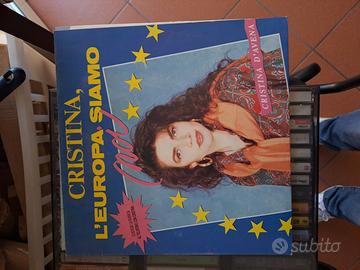 CRISTINA,
L'EUROPA SIAMO
noi
CRISTINA D'AVENA
subito